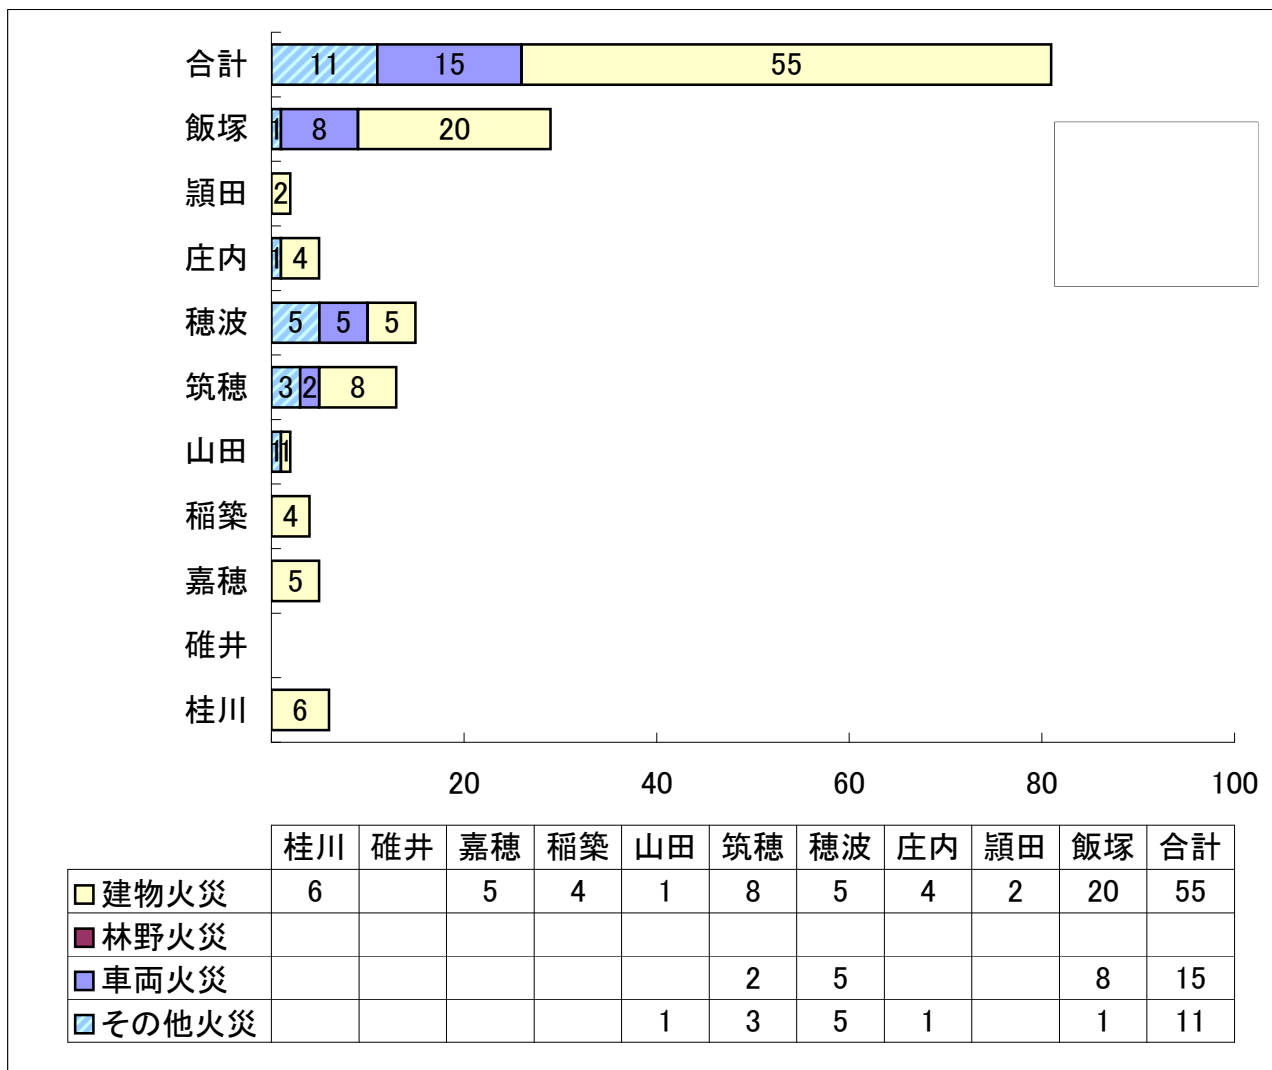 合計 11 15 55
飯塚 1 8 20
頴田 2
庄内 1 4
穂波 5 5 5
筑穂 3 2 8
山田 1 1
稲築 4
嘉穂 5
碓井
桂川 6
20 40 60 80 100
桂川 碓井 嘉穂 稲築 山田 筑穂 穂波 庄内 頴田 飯塚 合計
建物火災 6 5 4 1 8 5 4 2 20 55
林野火災
車両火災 2 5 8 15
その他火災 1 3 5 1 1 11